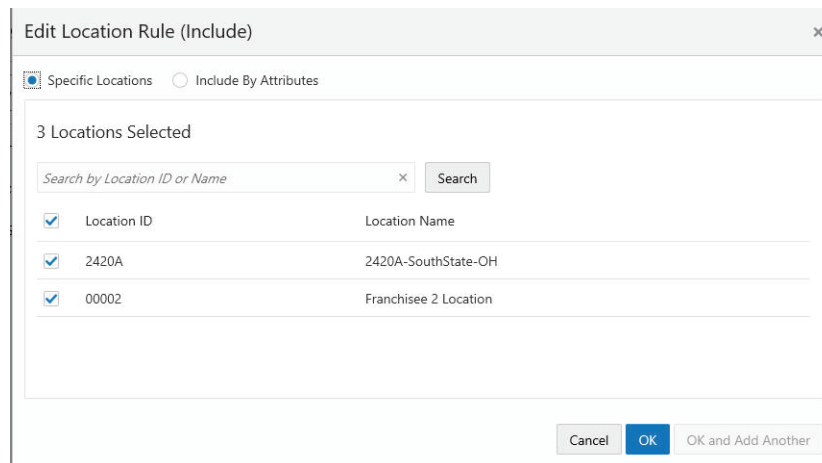 Edit Location Rule (Include)
Specific Locations Include By Attributes
3 Locations Selected
Search by Location ID or Name × Search
Location ID Location Name
2420A 2420A-SouthState-OH
00002 Franchisee 2 Location
Cancel OK OK and Add Another